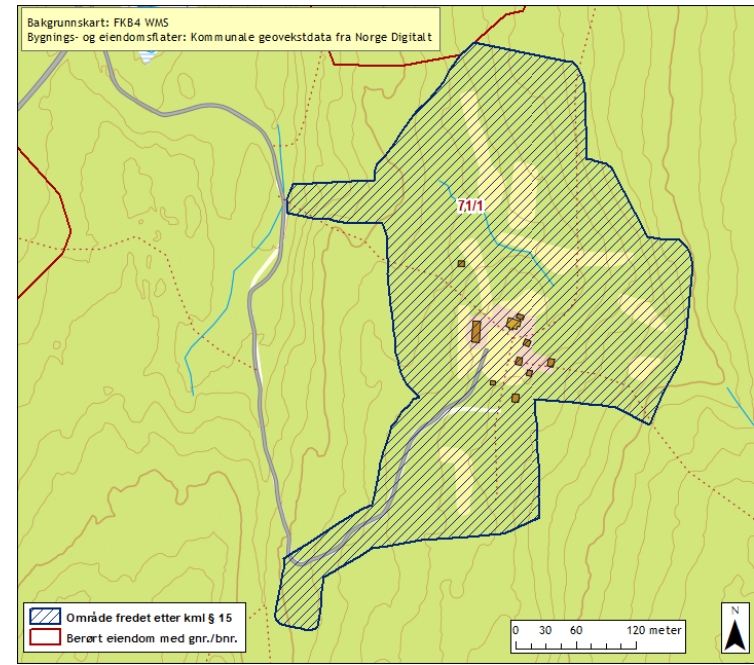 Bakgrunnskart: FKB4 WMS
Bygnings- og eiendomsflater: Kommunale geovekstdata fra Norge Digitalt
71/1
Område fredet etter kml § 15
Berørt eiendom med gnr./bnr.
0 30 60 120 meter
N